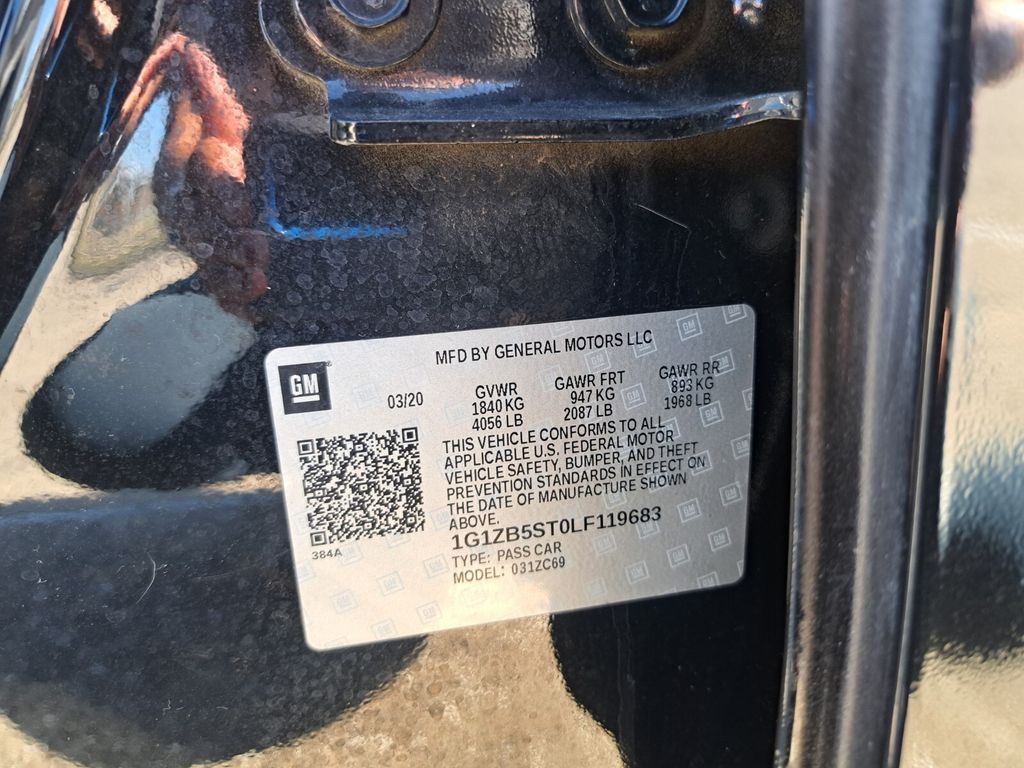 MFD BY GENERAL MOTORS LLC
GM
03/20
GVWR
1840 KG
4056 LB
GAWR FRT
947 KG
2087 LB
GAWR RR
893 KG
1968 LB
THIS VEHICLE CONFORMS TO ALL
APPLICABLE U.S. FEDERAL MOTOR
VEHICLE SAFETY, BUMPER, AND THEFT
PREVENTION STANDARDS IN EFFECT ON
THE DATE OF MANUFACTURE SHOWN
ABOVE.
1G1ZB5ST0LF119683
TYPE: PASS CAR
MODEL: 031ZC69
384A